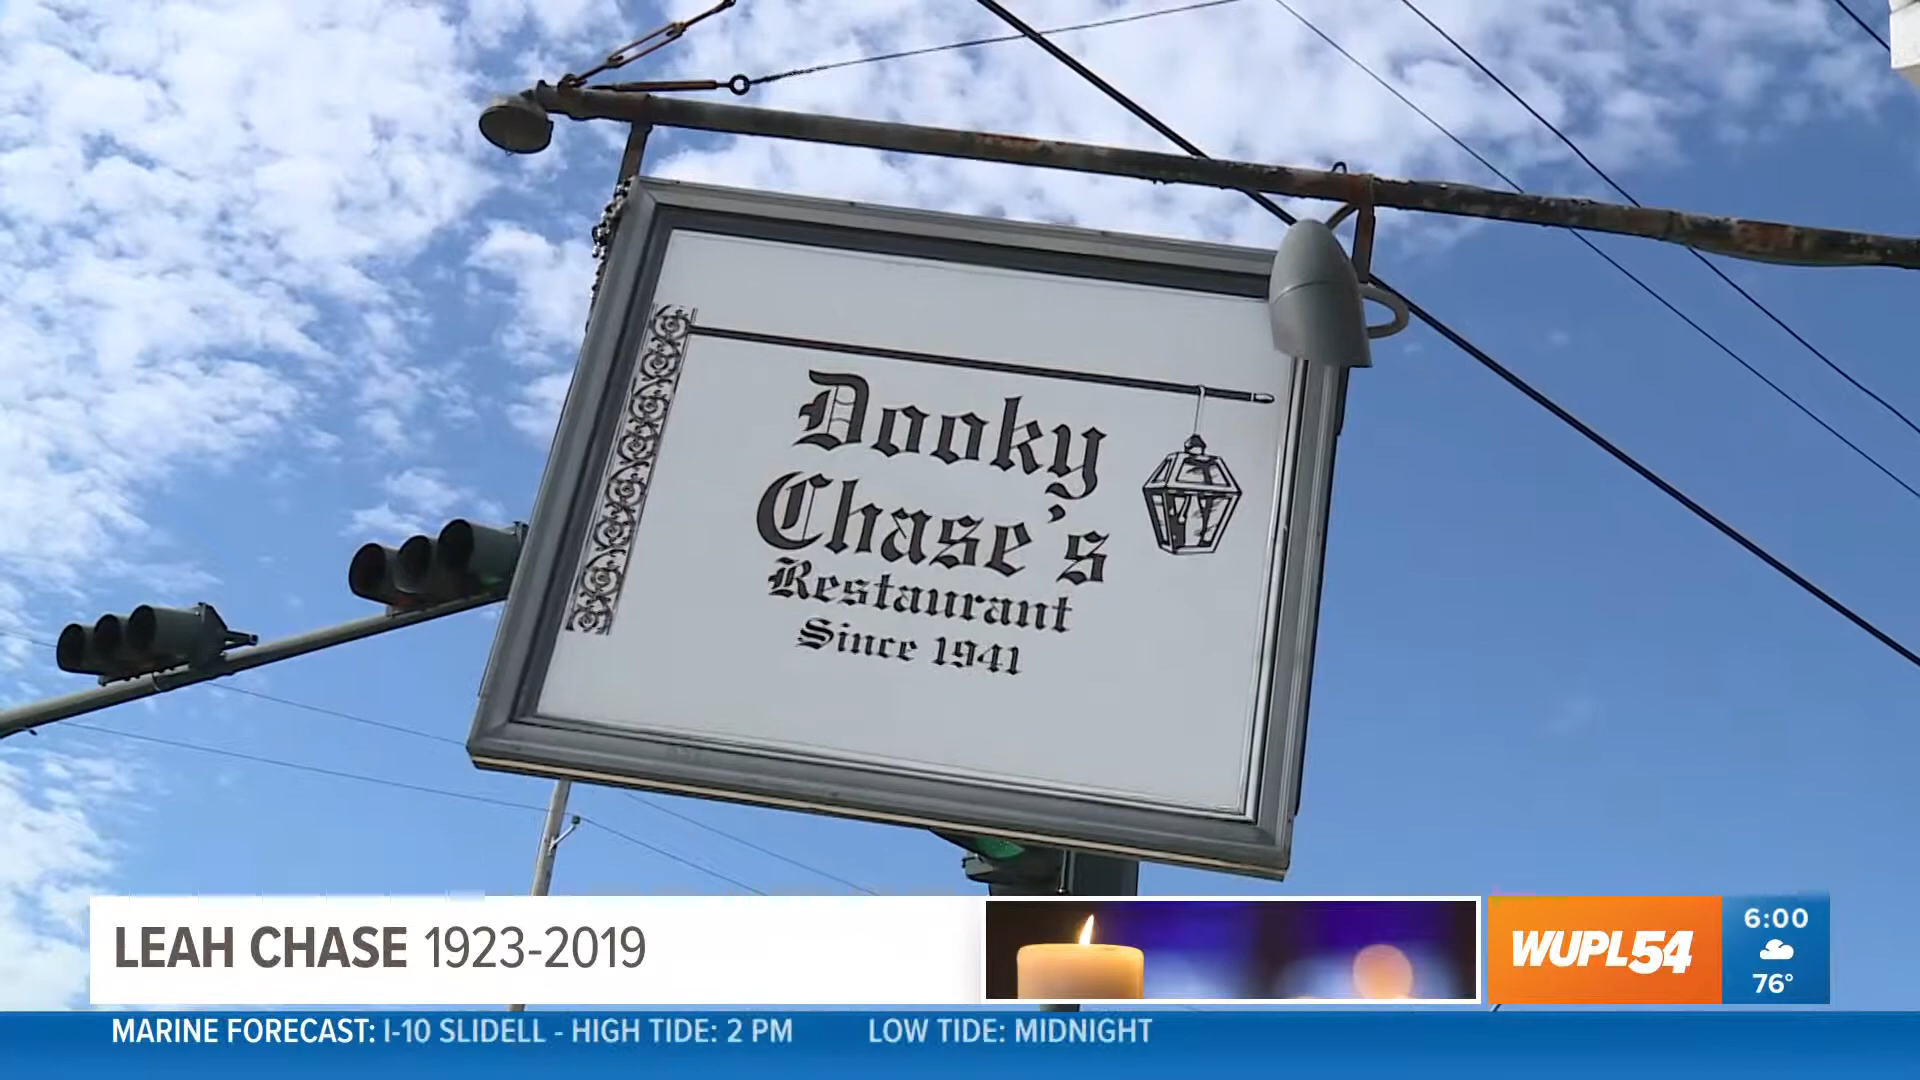 Dooky
Chase's
Restaurant
Since 1941
LEAH CHASE 1923-2019
WUPL54
6:00
76°
MARINE FORECAST: I-10 SLIDELL - HIGH TIDE: 2 PM LOW TIDE: MIDNIGHT